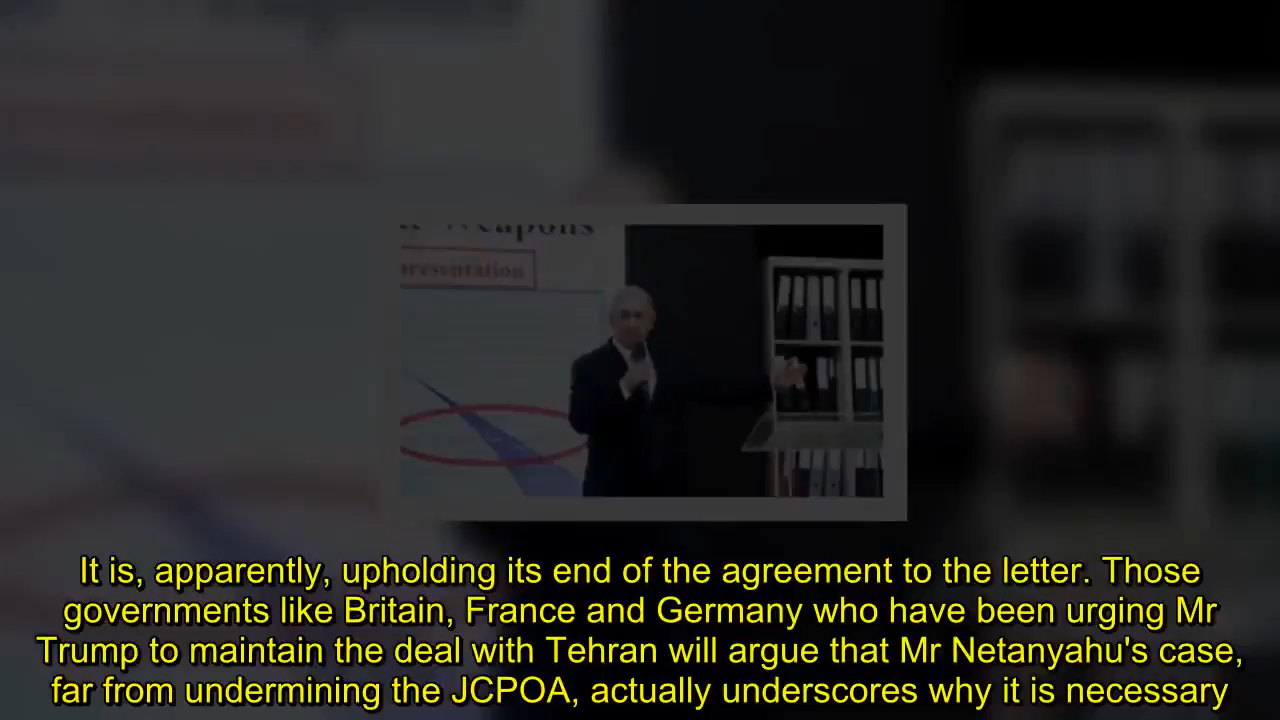 Weapons
presentation
It is, apparently, upholding its end of the agreement to the letter. Those
governments like Britain, France and Germany who have been urging Mr
Trump to maintain the deal with Tehran will argue that Mr Netanyahu's case,
far from undermining the JCPOA, actually underscores why it is necessary